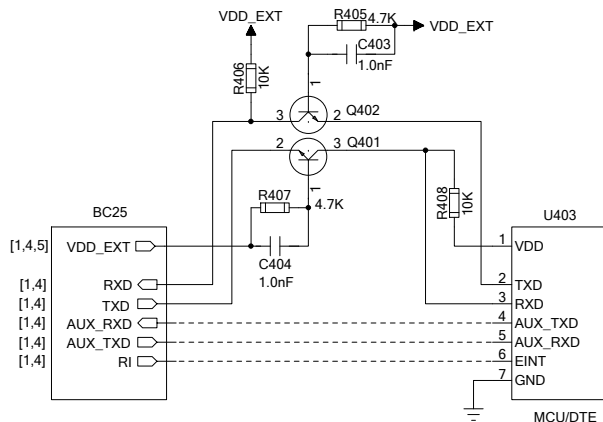 VDD_EXT
R405
4.7K
VDD_EXT
C403
1.0nF
R406
10K
1
3
2
Q402
2
3
Q401
1
R407
4.7K
C404
1.0nF
R408
10K
BC25
U403
[1,4,5]
VDD_EXT
1
VDD
[1,4]
RXD
2
TXD
[1,4]
TXD
3
RXD
[1,4]
AUX_RXD
4
AUX_TXD
[1,4]
AUX_TXD
5
AUX_RXD
[1,4]
RI
6
EINT
7
GND
MCU/DTE